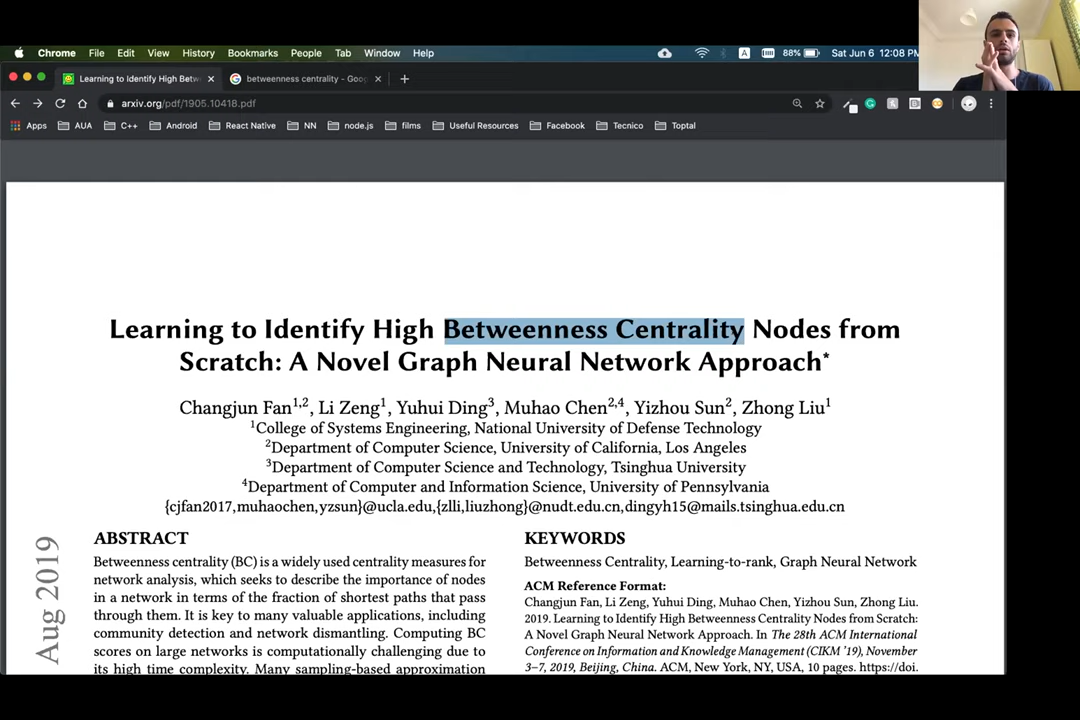 Chrome File Edit View History Bookmarks People Tab Window Help A 88% Sat Jun 6 12:08 PM
Learning to Identify High Betw betweenness centrality - Goo
arxiv.org/pdf/1905.10418.pdf
Apps AUA C++ Android React Native NN node.js films Useful Resources Facebook Tecnico Toptal
Learning to Identify High Betweenness Centrality Nodes from
Scratch: A Novel Graph Neural Network Approach*
Changjun Fan1,2, Li Zeng1, Yuhui Ding3, Muhao Chen2,4, Yizhou Sun2, Zhong Liu1
1College of Systems Engineering, National University of Defense Technology
2Department of Computer Science, University of California, Los Angeles
3Department of Computer Science and Technology, Tsinghua University
4Department of Computer and Information Science, University of Pennsylvania
{cjfan2017,muhaochen,yzsun}@ucla.edu,{zlli,liuzhong}@nudt.edu.cn,dingyh15@mails.tsinghua.edu.cn
Aug 2019
ABSTRACT
Betweenness centrality (BC) is a widely used centrality measures for
network analysis, which seeks to describe the importance of nodes
in a network in terms of the fraction of shortest paths that pass
through them. It is key to many valuable applications, including
community detection and network dismantling. Computing BC
scores on large networks is computationally challenging due to
its high time complexity. Many sampling-based approximation
KEYWORDS
Betweenness Centrality, Learning-to-rank, Graph Neural Network
ACM Reference Format:
Changjun Fan, Li Zeng, Yuhui Ding, Muhao Chen, Yizhou Sun, Zhong Liu.
2019. Learning to Identify High Betweenness Centrality Nodes from Scratch:
A Novel Graph Neural Network Approach. In The 28th ACM International
Conference on Information and Knowledge Management (CIKM '19), November
3–7, 2019, Beijing, China. ACM, New York, NY, USA, 10 pages. https://doi.